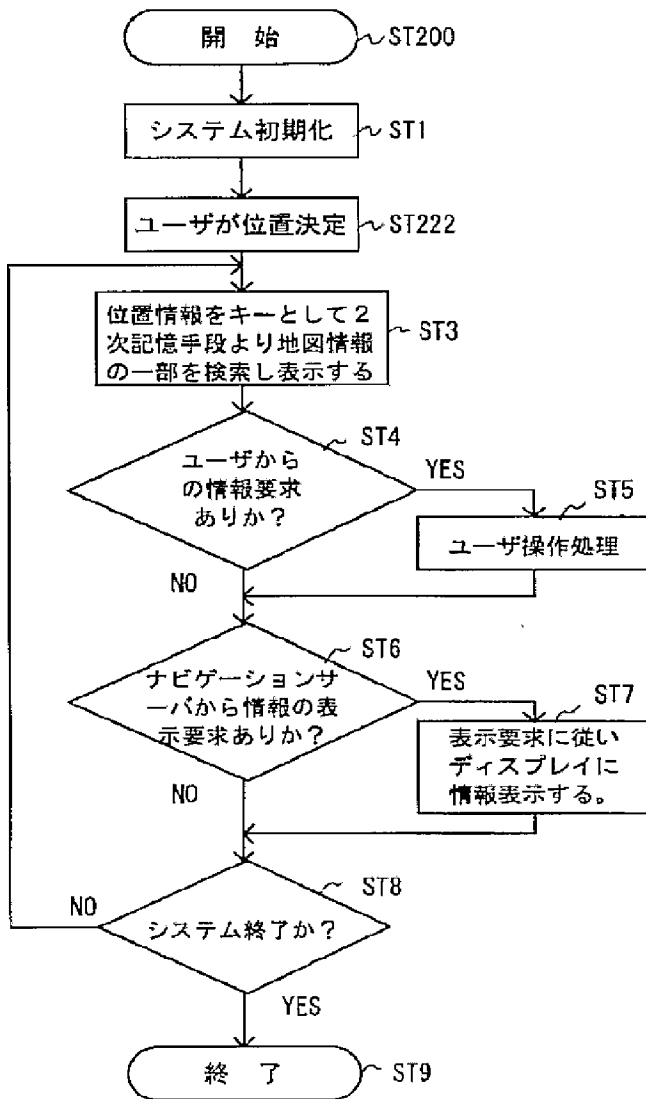 開 始
ST200
システム初期化
ST1
ユーザが位置決定
ST222
位置情報をキーとして2
次記憶手段より地図情報
の一部を検索し表示する
ST3
ST4
ユーザから
の情報要求
ありか?
YES
NO
ST5
ユーザ操作処理
ST6
ナビゲーションサ
ーバから情報の表
示要求ありか?
YES
NO
ST7
表示要求に従い
ディスプレイに
情報表示する。
ST8
システム終了か?
NO
YES
終 了
ST9